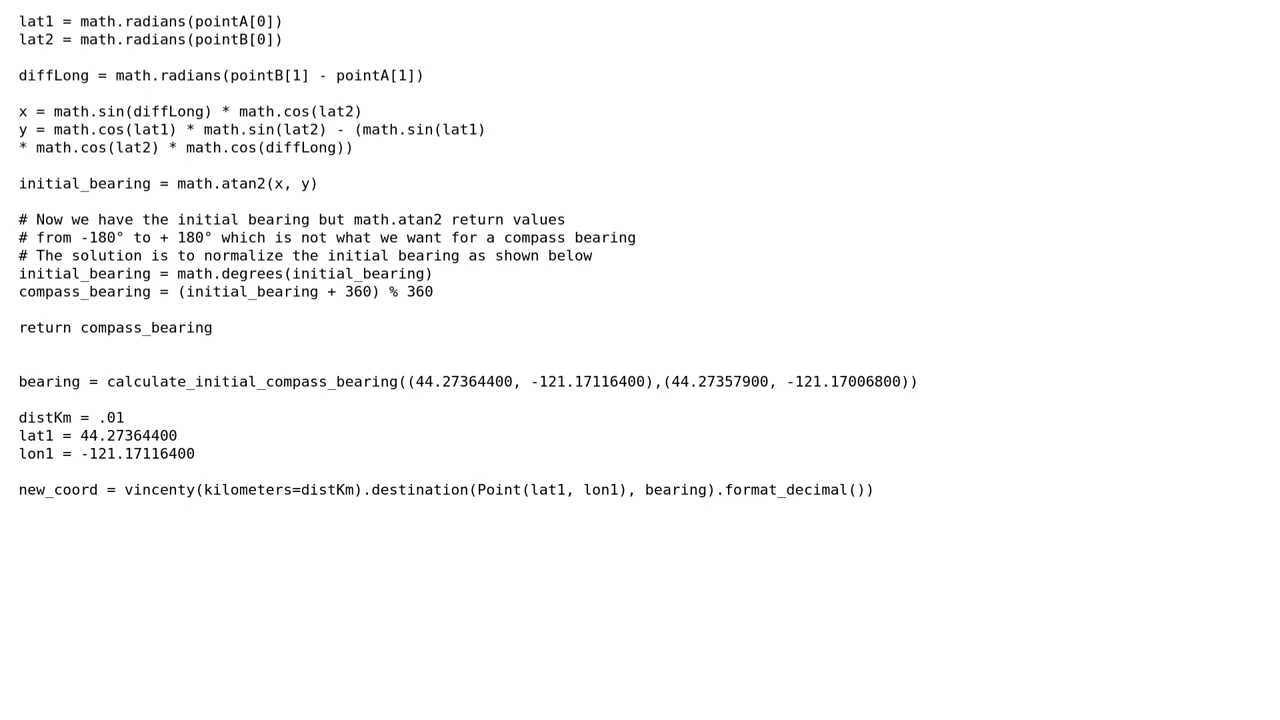 lat1 = math.radians(pointA[0])
lat2 = math.radians(pointB[0])
diffLong = math.radians(pointB[1] - pointA[1])
x = math.sin(diffLong) * math.cos(lat2)
y = math.cos(lat1) * math.sin(lat2) - (math.sin(lat1)
* math.cos(lat2) * math.cos(diffLong))
initial_bearing = math.atan2(x, y)
# Now we have the initial bearing but math.atan2 return values
# from -180° to + 180° which is not what we want for a compass bearing
# The solution is to normalize the initial bearing as shown below
initial_bearing = math.degrees(initial_bearing)
compass_bearing = (initial_bearing + 360) % 360
return compass_bearing
bearing = calculate_initial_compass_bearing((44.27364400, -121.17116400),(44.27357900, -121.17006800))
distKm = .01
lat1 = 44.27364400
lon1 = -121.17116400
new_coord = vincenty(kilometers=distKm).destination(Point(lat1, lon1), bearing).format_decimal())